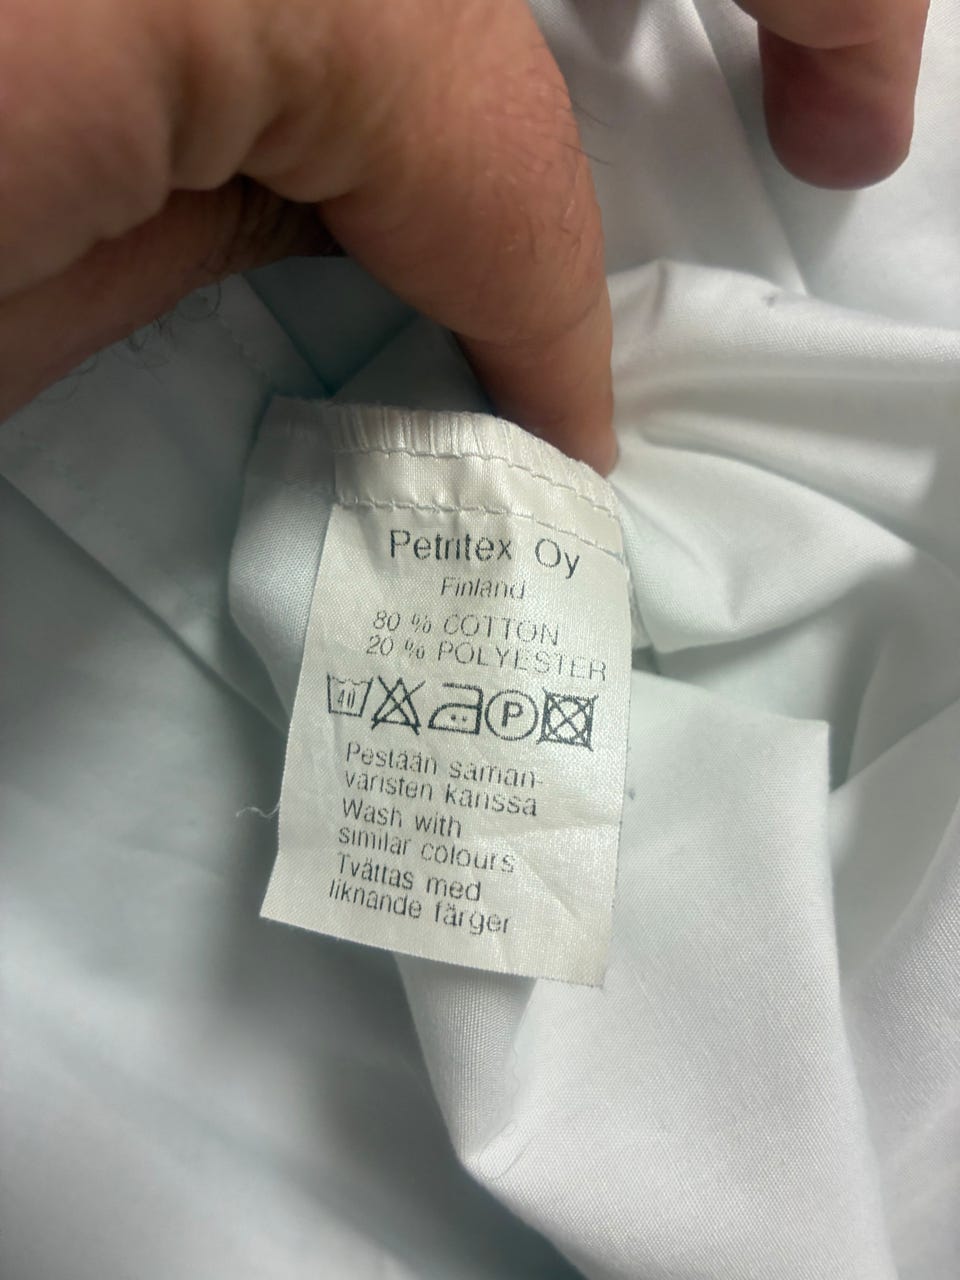 Petritex Oy
Finland
80 % COTTON
20 % POLYESTER
40 P
Pestään saman-
väristen kanssa
Wash with
similar colours
Tvättas med
liknande färger